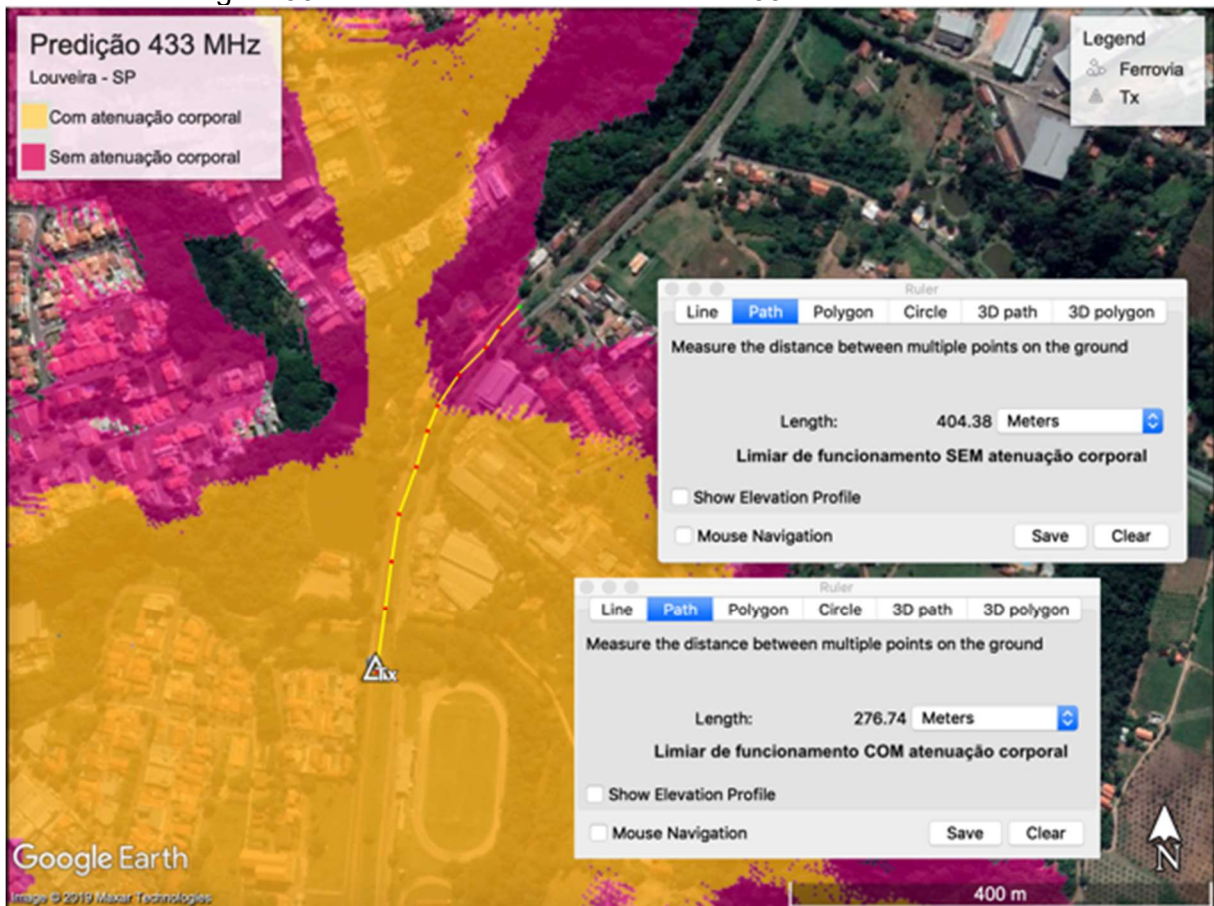 Predição 433 MHz
Louveira - SP
Com atenuação corporal
Sem atenuação corporal
Legend
Ferrovia
Tx
Ruler
Line Path Polygon Circle 3D path 3D polygon
Measure the distance between multiple points on the ground
Length: 404.38 Meters
Limiar de funcionamento SEM atenuação corporal
Show Elevation Profile
Mouse Navigation Save Clear
Ruler
Line Path Polygon Circle 3D path 3D polygon
Measure the distance between multiple points on the ground
Length: 276.74 Meters
Limiar de funcionamento COM atenuação corporal
Show Elevation Profile
Mouse Navigation Save Clear
Tx
Google Earth
Image © 2019 Maxar Technologies
400 m
N